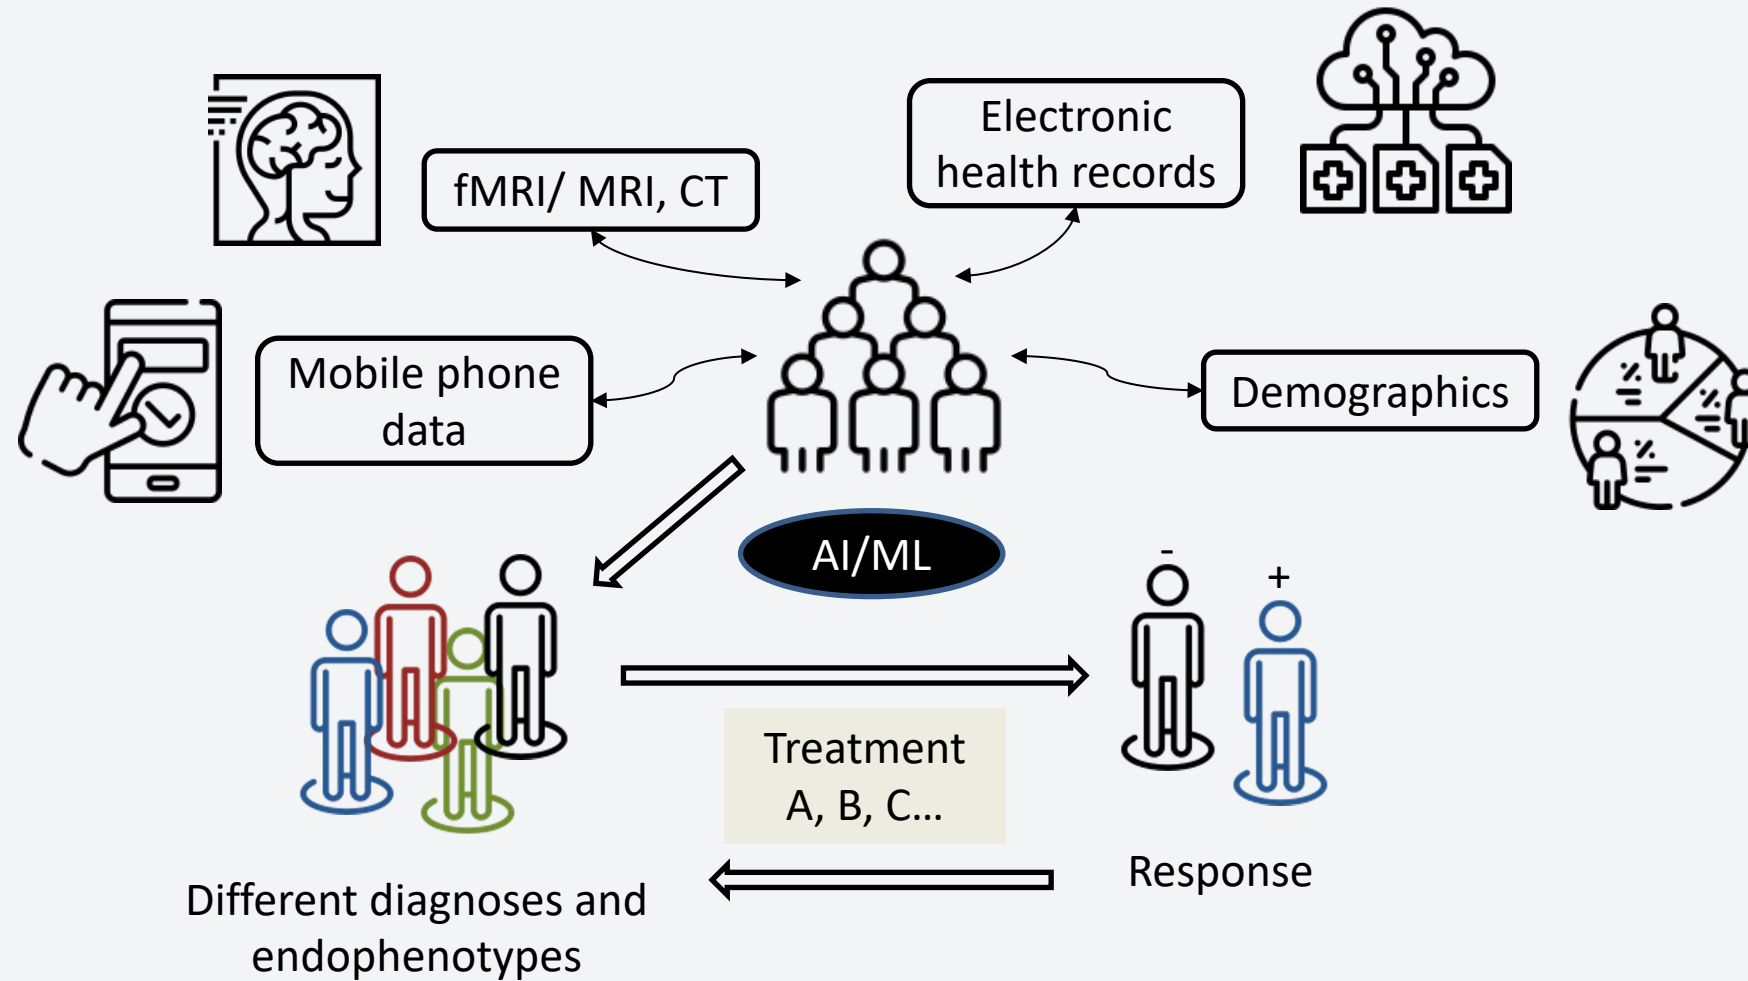 Electronic
health records
fMRI/ MRI, CT
Mobile phone
data
Demographics
AI/ML
-
+
Treatment
A, B, C...
Response
Different diagnoses and
endophenotypes